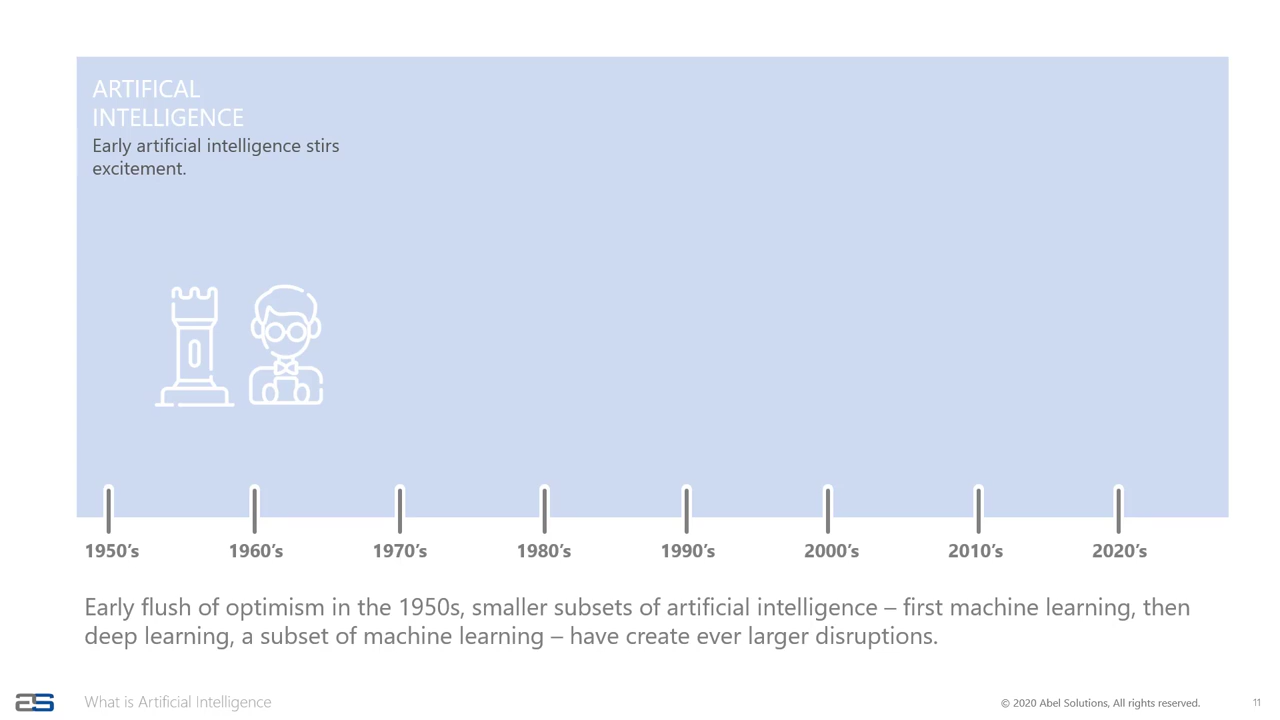 ARTIFICAL
INTELLIGENCE
Early artificial intelligence stirs
excitement.
1950’s 1960’s 1970’s 1980’s 1990’s 2000’s 2010’s 2020’s
Early flush of optimism in the 1950s, smaller subsets of artificial intelligence – first machine learning, then
deep learning, a subset of machine learning – have create ever larger disruptions.
as What is Artificial Intelligence © 2020 Abel Solutions, All rights reserved. 11